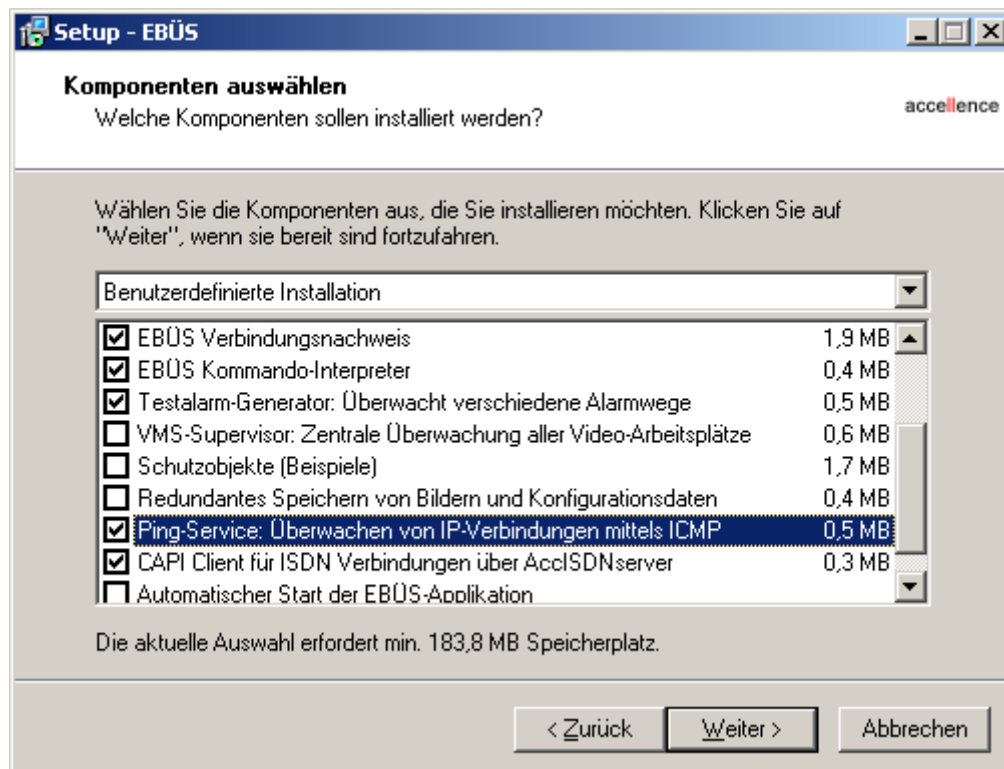 Setup - EBÜS
Komponenten auswählen
Welche Komponenten sollen installiert werden?
accellence
Wählen Sie die Komponenten aus, die Sie installieren möchten. Klicken Sie auf
"Weiter", wenn sie bereit sind fortzufahren.
Benutzerdefinierte Installation
EBÜS Verbindungsnachweis 1,9 MB
EBÜS Kommando-Interpreter 0,4 MB
Testalarm-Generator: Überwacht verschiedene Alarmwege 0,5 MB
VMS-Supervisor: Zentrale Überwachung aller Video-Arbeitsplätze 0,6 MB
Schutzobjekte (Beispiele) 1,7 MB
Redundantes Speichern von Bildern und Konfigurationsdaten 0,4 MB
Ping-Service: Überwachen von IP-Verbindungen mittels ICMP 0,5 MB
CAPI Client für ISDN Verbindungen über AccISDNserver 0,3 MB
Automatischer Start der EBÜS-Applikation
Die aktuelle Auswahl erfordert min. 183,8 MB Speicherplatz.
< Zurück Weiter > Abbrechen